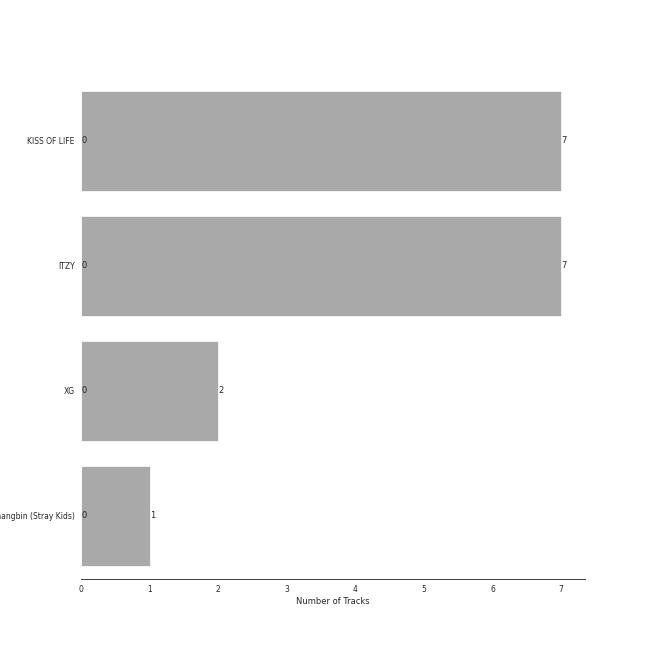 KISS OF LIFE 0 7
ITZY 0 7
XG 0 2
(Stray Kids) 0 1
0 1 2 3 4 5 6 7
Number of Tracks